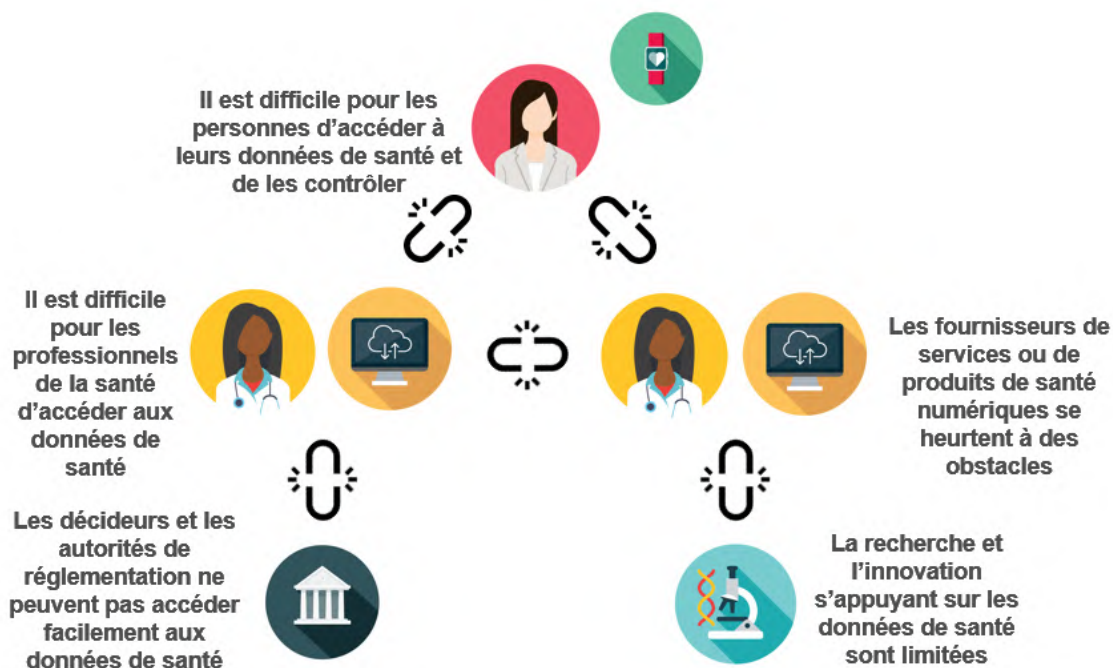 Il est difficile pour les
personnes d'accéder à
leurs données de santé et
de les contrôler
Il est difficile
pour les
professionnels
de la santé
d'accéder aux
données de
santé
Les fournisseurs de
services ou de
produits de santé
numériques se
heurtent à des
obstacles
Les décideurs et les
autorités de
réglementation ne
peuvent pas accéder
facilement aux
données de santé
La recherche et
l'innovation
s'appuyant sur les
données de santé
sont limitées